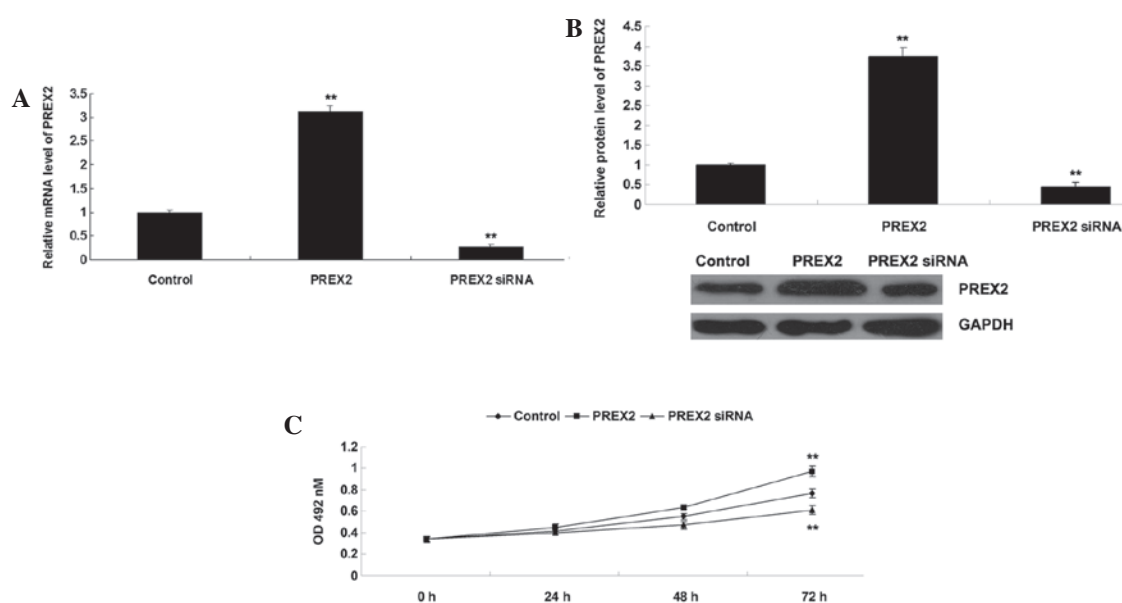 A
Relative mRNA level of PREX2
3.5
3
2.5
2
1.5
1
0.5
0
**
**
Control
PREX2
PREX2 siRNA
B
Relative protein level of PREX2
4.5
4
3.5
3
2.5
2
1.5
1
0.5
0
**
**
Control
PREX2
PREX2 siRNA
Control PREX2 PREX2 siRNA
PREX2
GAPDH
C
Control PREX2 PREX2 siRNA
OD 492 nM
1.2
1
0.8
0.6
0.4
0.2
0
**
**
0 h
24 h
48 h
72 h